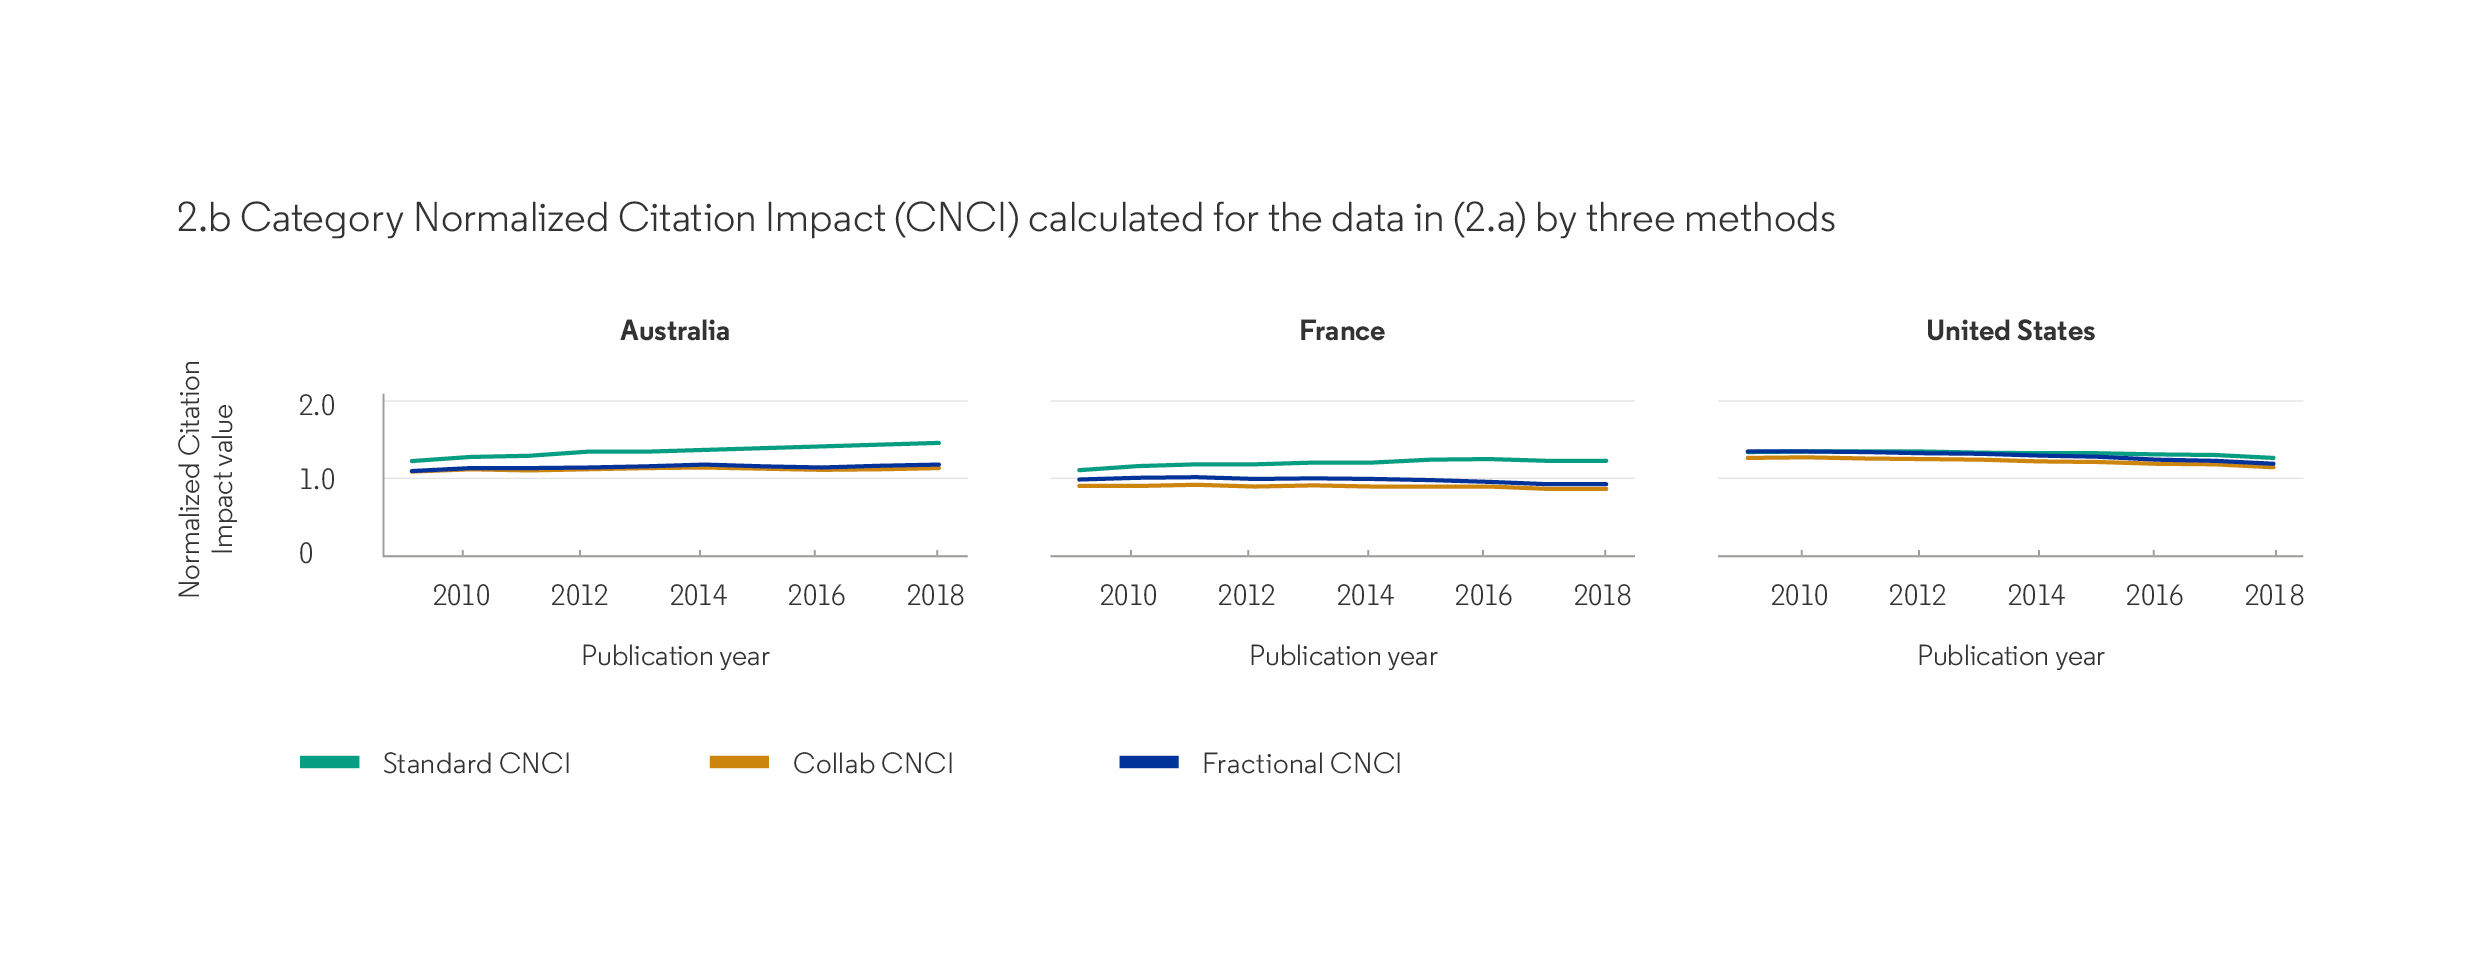 2.b Category Normalized Citation Impact (CNCI) calculated for the data in (2.a) by three methods
Australia
France
United States
Normalized Citation
Impact value
2.0
1.0
0
2010 2012 2014 2016 2018
2010 2012 2014 2016 2018
2010 2012 2014 2016 2018
Publication year
Publication year
Publication year
Standard CNCI
Collab CNCI
Fractional CNCI